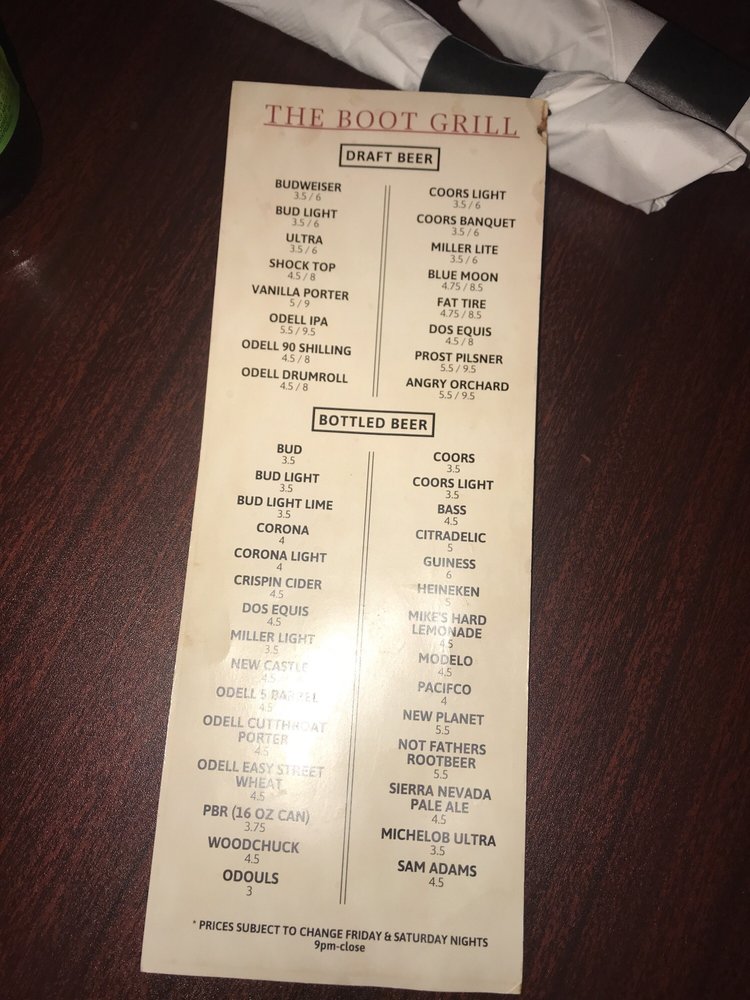 THE BOOT GRILL
DRAFT BEER
BUDWEISER
3.5 / 6
BUD LIGHT
3.5 / 6
ULTRA
3.5 / 6
SHOCK TOP
4.5 / 8
VANILLA PORTER
5 / 9
ODELL IPA
5.5 / 9.5
ODELL 90 SHILLING
4.5 / 8
ODELL DRUMROLL
4.5 / 8
COORS LIGHT
3.5 / 6
COORS BANQUET
3.5 / 6
MILLER LITE
3.5 / 6
BLUE MOON
4.75 / 8.5
FAT TIRE
4.75 / 8.5
DOS EQUIS
4.5 / 8
PROST PILSNER
5.5 / 9.5
ANGRY ORCHARD
5.5 / 9.5
BOTTLED BEER
BUD
3.5
BUD LIGHT
3.5
BUD LIGHT LIME
3.5
CORONA
4
CORONA LIGHT
4
CRISPIN CIDER
4.5
DOS EQUIS
4.5
MILLER LIGHT
3.5
NEW CASTLE
4.5
ODELL 5 BARREL
4.5
ODELL CUTTHROAT
PORTER
4.5
ODELL EASY STREET
WHEAT
4.5
PBR (16 OZ CAN)
3.75
WOODCHUCK
4.5
ODOULS
3
COORS
3.5
COORS LIGHT
3.5
BASS
4.5
CITRADELIC
5
GUINESS
6
HEINEKEN
5
MIKE'S HARD
LEMONADE
4.5
MODELO
4.5
PACIFCO
4
NEW PLANET
5.5
NOT FATHERS
ROOTBEER
5.5
SIERRA NEVADA
PALE ALE
4.5
MICHELOB ULTRA
3.5
SAM ADAMS
4.5
* PRICES SUBJECT TO CHANGE FRIDAY & SATURDAY NIGHTS
9pm-close